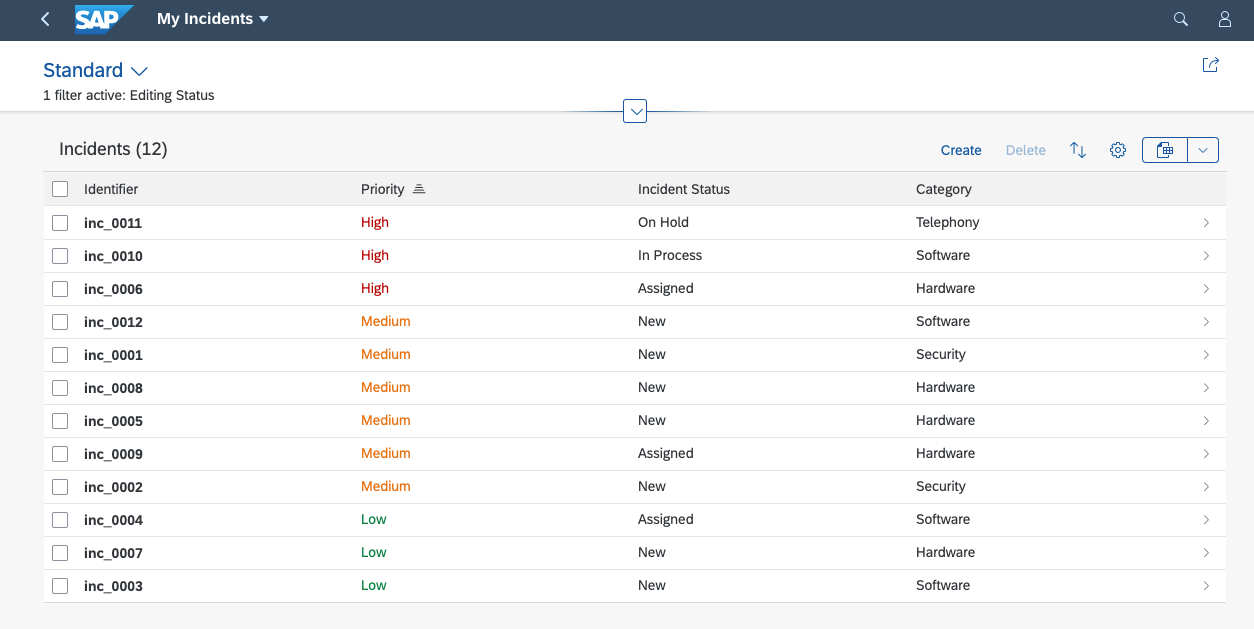 SAP My Incidents
Standard
1 filter active: Editing Status
Incidents (12) Create Delete
Identifier Priority Incident Status Category
inc_0011 High On Hold Telephony
inc_0010 High In Process Software
inc_0006 High Assigned Hardware
inc_0012 Medium New Software
inc_0001 Medium New Security
inc_0008 Medium New Hardware
inc_0005 Medium New Hardware
inc_0009 Medium Assigned Hardware
inc_0002 Medium New Security
inc_0004 Low Assigned Software
inc_0007 Low New Hardware
inc_0003 Low New Software